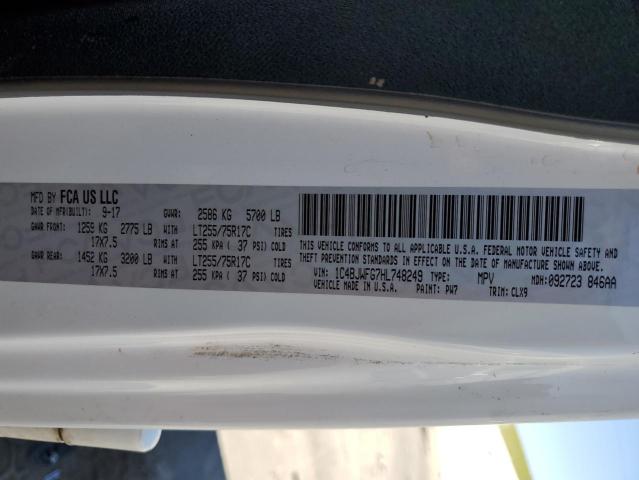 MFD BY FCA US LLC
DATE OF MFR(BUILT): 9-17 GVWR: 2586 KG 5700 LB
GAWR FRONT: 1259 KG 2775 LB WITH LT255/75R17C TIRES
17X7.5 RIMS AT 255 KPA ( 37 PSI) COLD
GAWR REAR: 1452 KG 3200 LB WITH LT255/75R17C TIRES
17X7.5 RIMS AT 255 KPA ( 37 PSI) COLD
THIS VEHICLE CONFORMS TO ALL APPLICABLE U.S.A. FEDERAL MOTOR VEHICLE SAFETY AND
THEFT PREVENTION STANDARDS IN EFFECT ON THE DATE OF MANUFACTURE SHOWN ABOVE.
VIN: 1C4BJWFG7HL748249 TYPE: MPV MDH: 092723 846AA
VEHICLE MADE IN U.S.A. PAINT: PW7 TRIM: CLX9